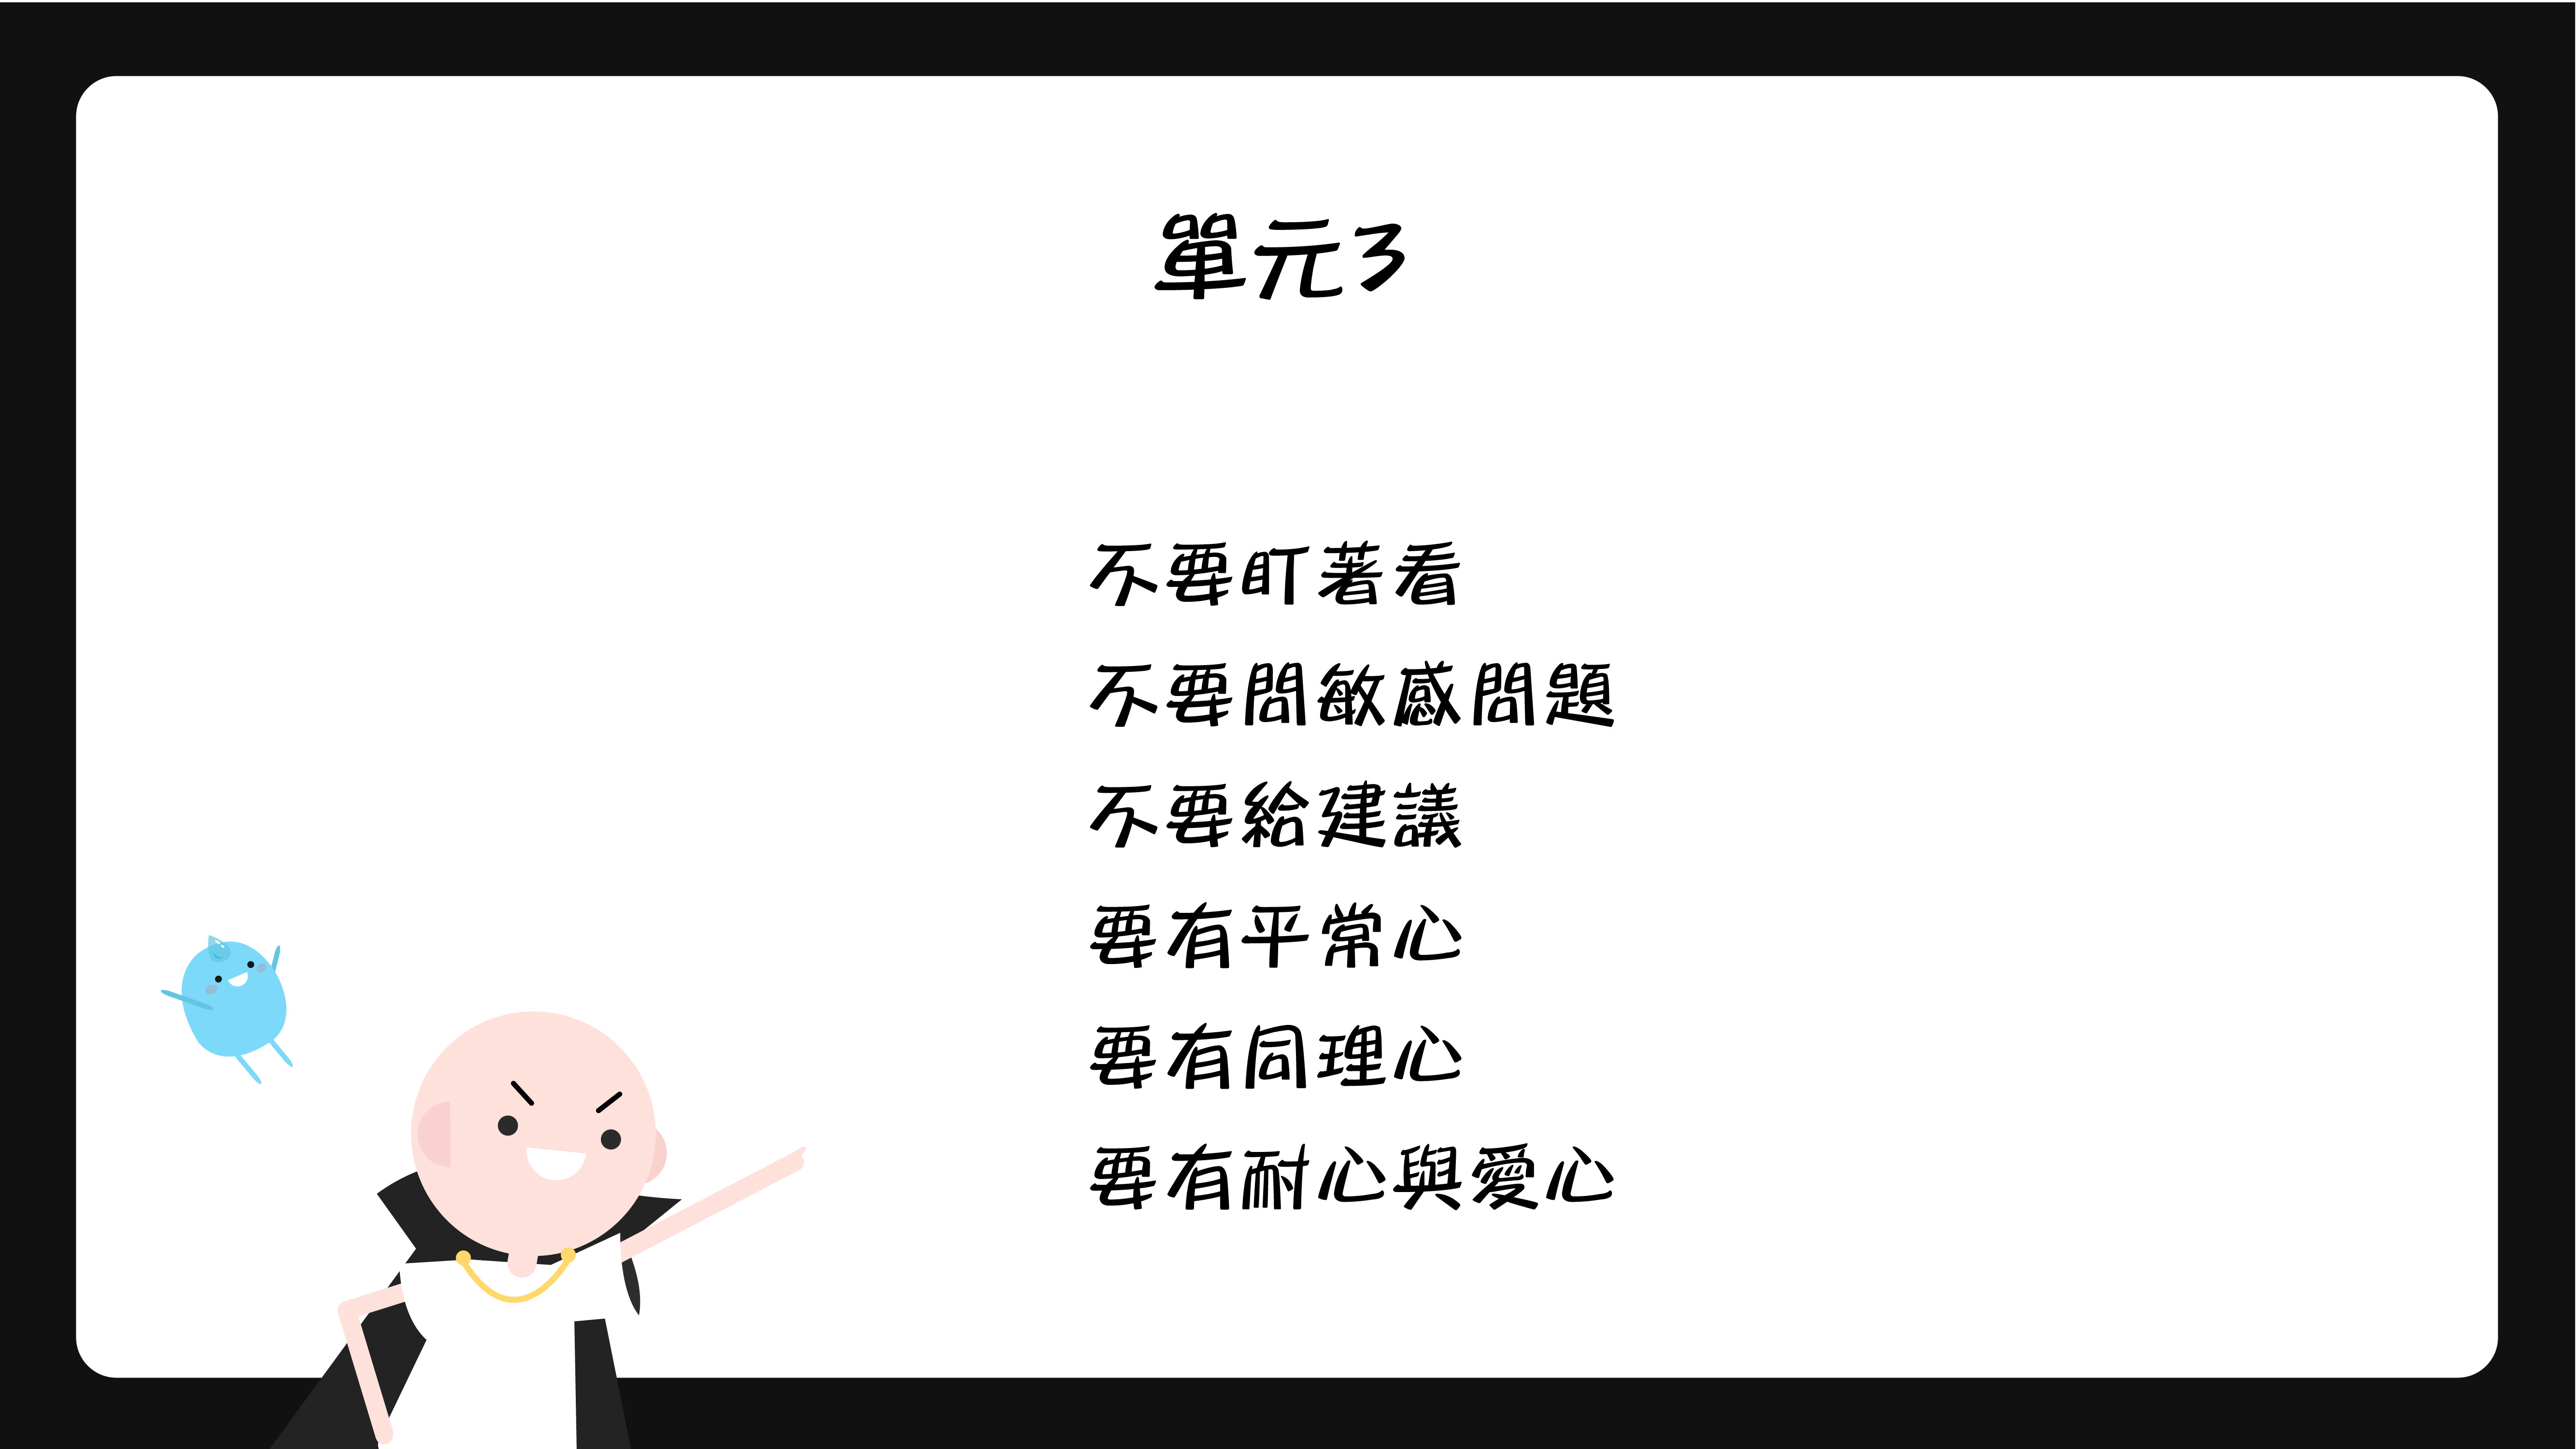 單元3
不要盯著看
不要問敏感問題
不要給建議
要有平常心
要有同理心
要有耐心與愛心